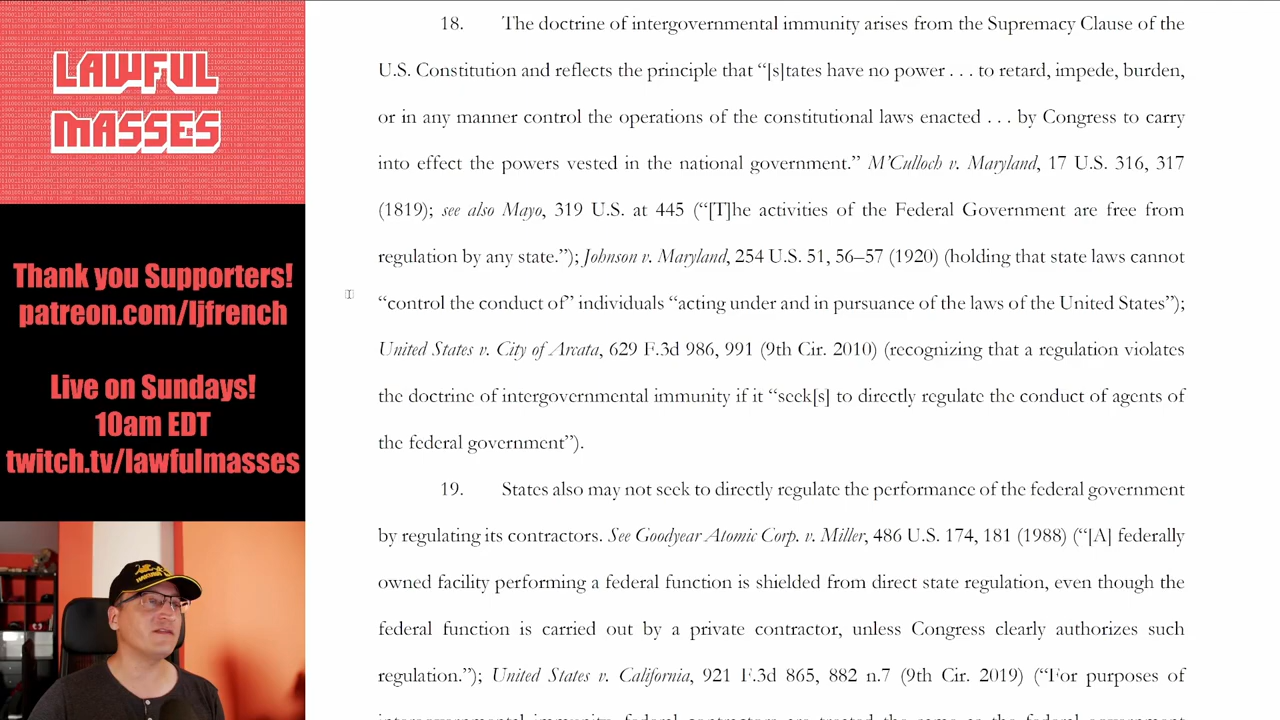 LAWFUL
MASSES
Thank you Supporters!
patreon.com/ljfrench
Live on Sundays!
10am EDT
twitch.tv/lawfulmasses
18. The doctrine of intergovernmental immunity arises from the Supremacy Clause of the
U.S. Constitution and reflects the principle that “[s]tates have no power . . . to retard, impede, burden,
or in any manner control the operations of the constitutional laws enacted . . . by Congress to carry
into effect the powers vested in the national government.” M’Culloch v. Maryland, 17 U.S. 316, 317
(1819); see also Mayo, 319 U.S. at 445 (“[T]he activities of the Federal Government are free from
regulation by any state.”); Johnson v. Maryland, 254 U.S. 51, 56–57 (1920) (holding that state laws cannot
“control the conduct of” individuals “acting under and in pursuance of the laws of the United States”);
United States v. City of Arcata, 629 F.3d 986, 991 (9th Cir. 2010) (recognizing that a regulation violates
the doctrine of intergovernmental immunity if it “seek[s] to directly regulate the conduct of agents of
the federal government”).
19. States also may not seek to directly regulate the performance of the federal government
by regulating its contractors. See Goodyear Atomic Corp. v. Miller, 486 U.S. 174, 181 (1988) (“[A] federally
owned facility performing a federal function is shielded from direct state regulation, even though the
federal function is carried out by a private contractor, unless Congress clearly authorizes such
regulation.”); United States v. California, 921 F.3d 865, 882 n.7 (9th Cir. 2019) (“For purposes of
intergovernmental immunity, federal contractors are treated the same as the federal government